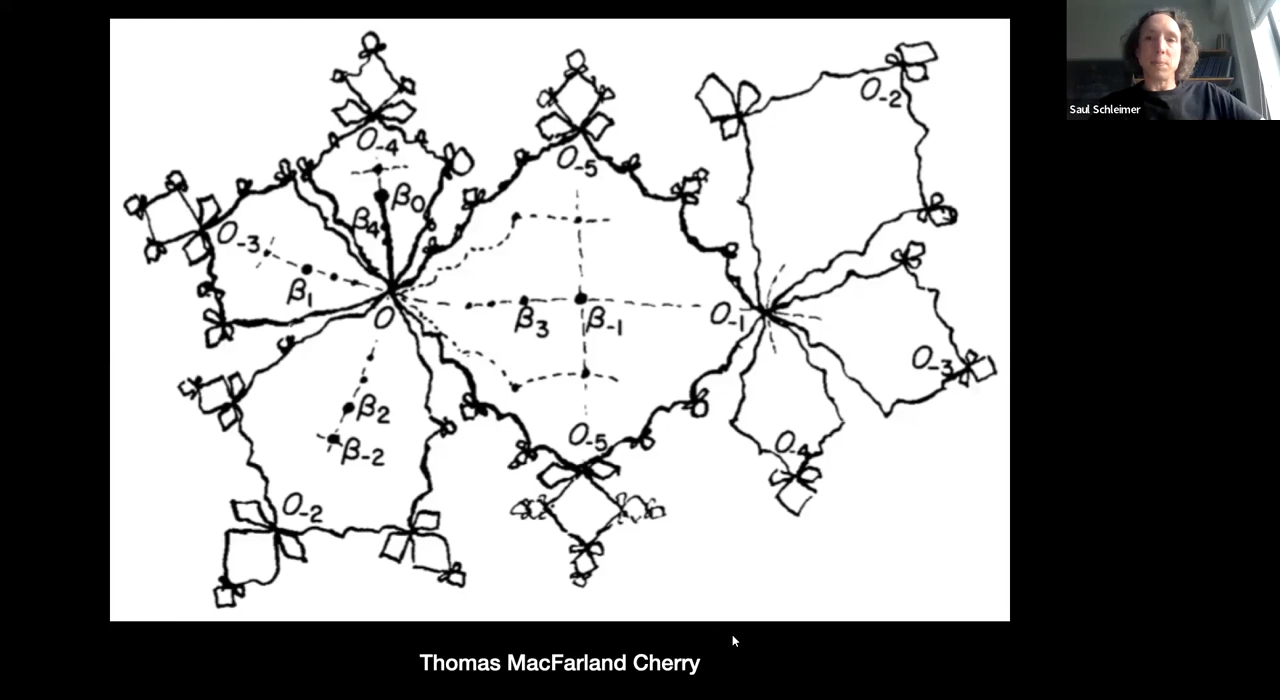 O₋₂
Saul Schleimer
O₋₄
O₋₅
β₀
β₄
O₋₃
β₁
O
β₃
β₋₁
O₋₁
O₋₃
β₂
β₋₂
O₋₅
O₋₄
O₋₂
Thomas MacFarland Cherry